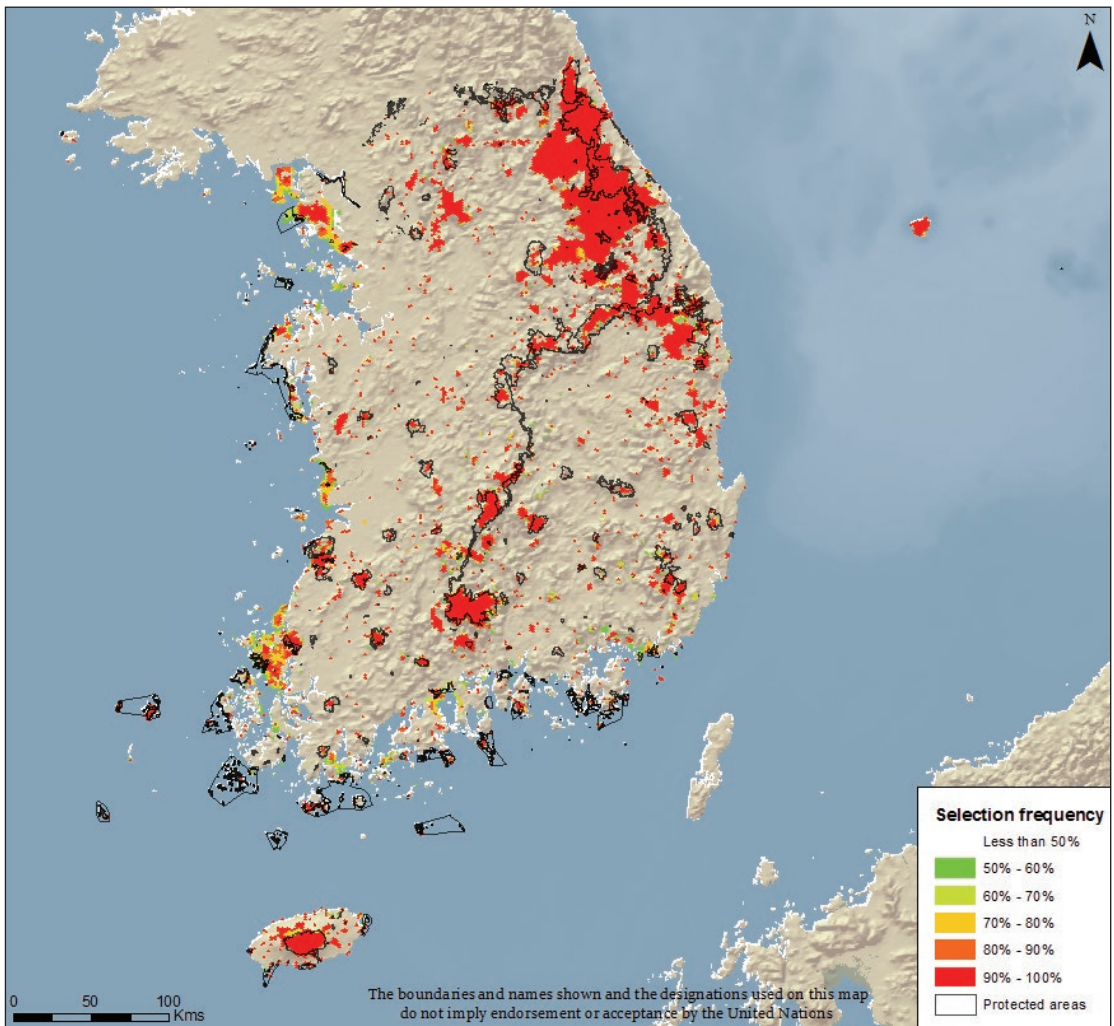 N
Selection frequency
Less than 50%
50% - 60%
60% - 70%
70% - 80%
80% - 90%
90% - 100%
Protected areas
0 50 100
Kms
The boundaries and names shown and the designations used on this map
do not imply endorsement or acceptance by the United Nations